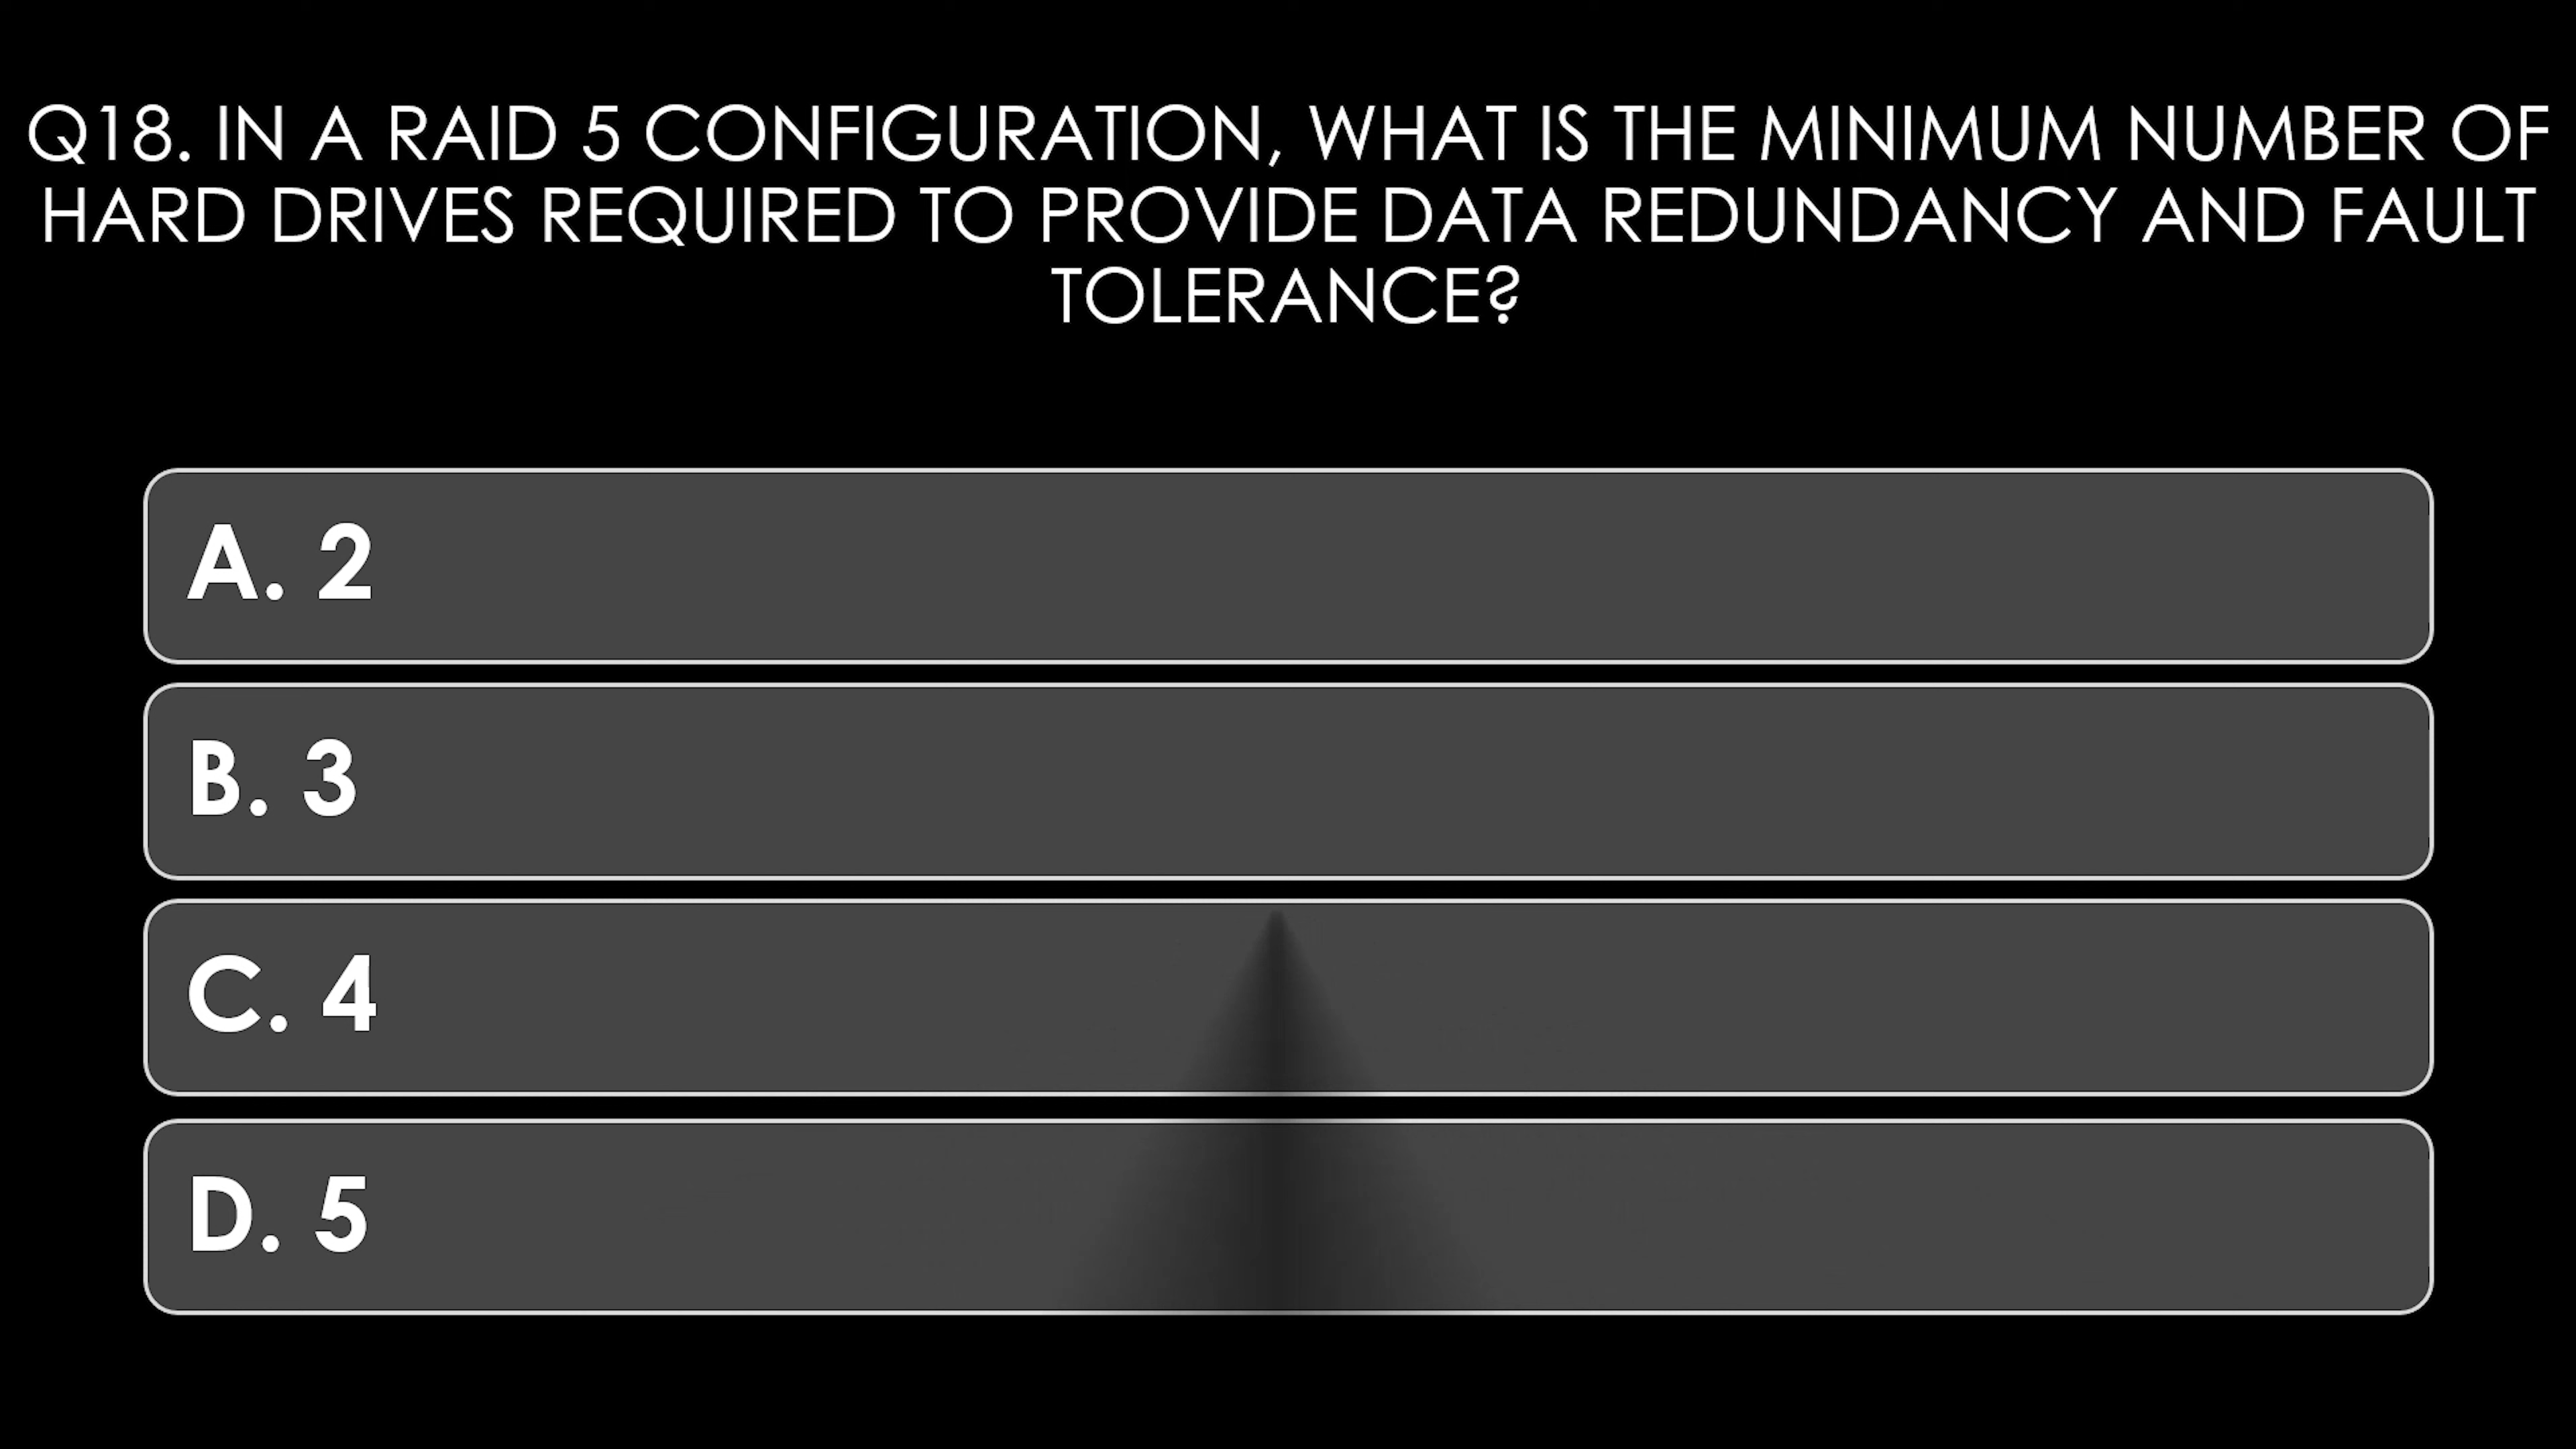 Q18. IN A RAID 5 CONFIGURATION, WHAT IS THE MINIMUM NUMBER OF
HARD DRIVES REQUIRED TO PROVIDE DATA REDUNDANCY AND FAULT
TOLERANCE?
A. 2
B. 3
C. 4
D. 5